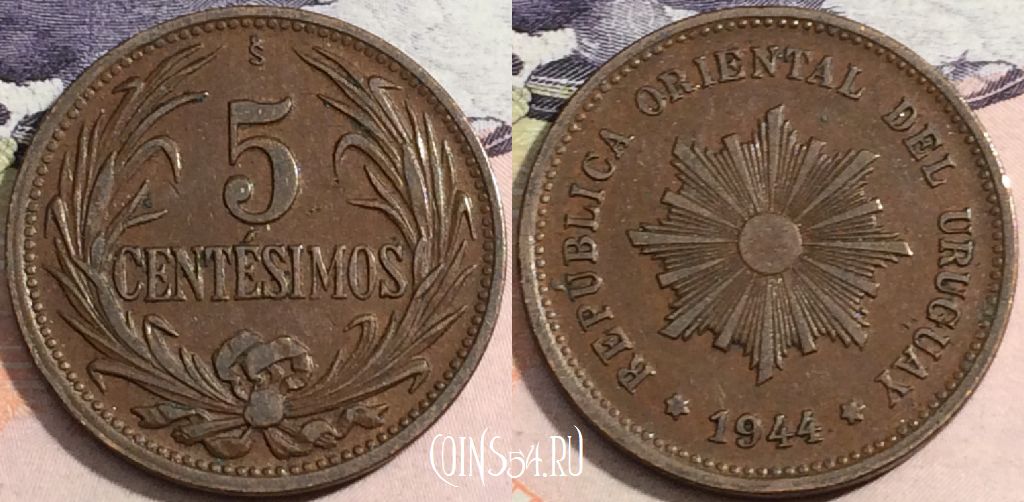 §
5
CENTÉSIMOS
REPÚBLICA ORIENTAL DEL URUGUAY
* 1944 *
COINS54.RU